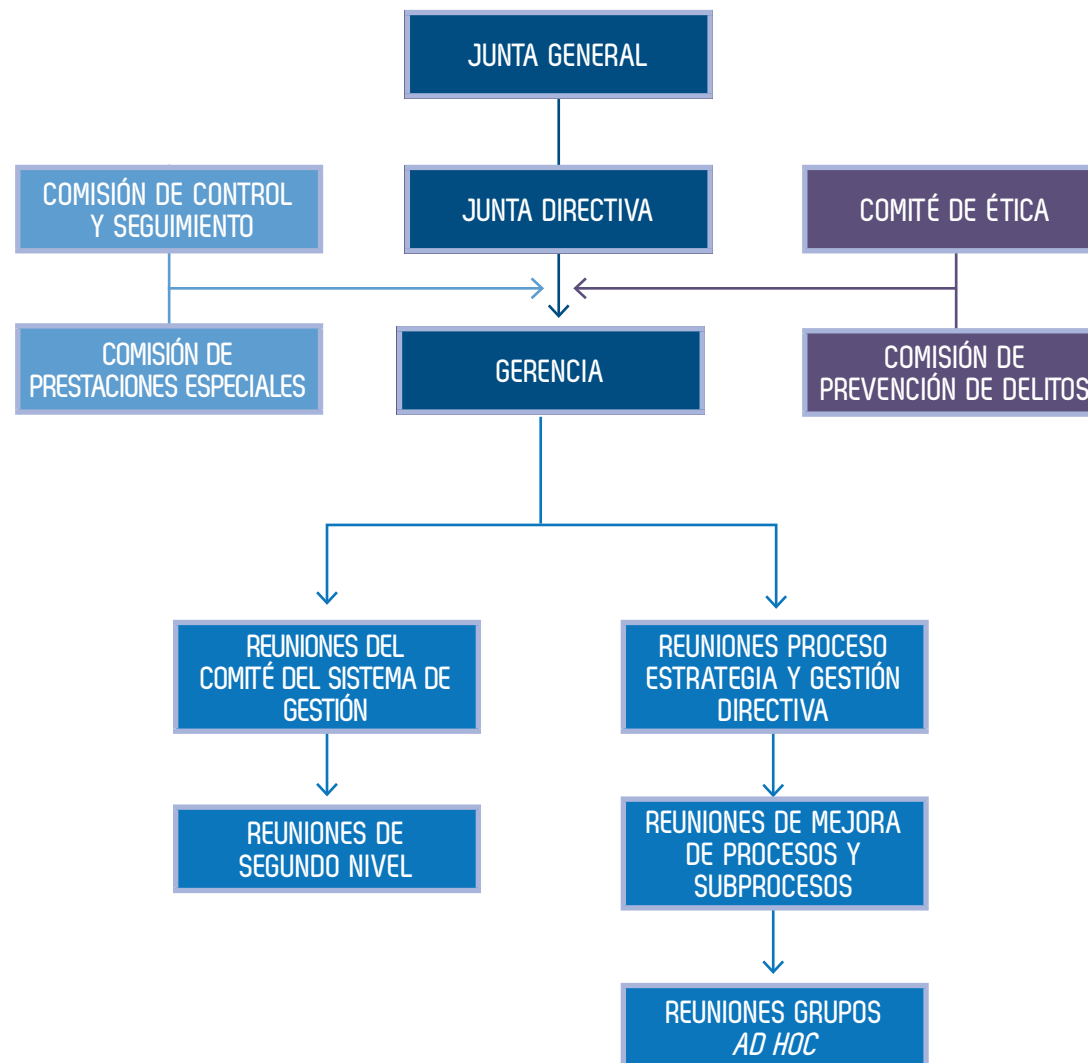 JUNTA GENERAL
COMISIÓN DE CONTROL
Y SEGUIMIENTO
JUNTA DIRECTIVA
COMITÉ DE ÉTICA
COMISIÓN DE
PRESTACIONES ESPECIALES
GERENCIA
COMISIÓN DE
PREVENCIÓN DE DELITOS
REUNIONES DEL
COMITÉ DEL SISTEMA DE
GESTIÓN
REUNIONES PROCESO
ESTRATEGIA Y GESTIÓN
DIRECTIVA
REUNIONES DE
SEGUNDO NIVEL
REUNIONES DE MEJORA
DE PROCESOS Y
SUBPROCESOS
REUNIONES GRUPOS
AD HOC